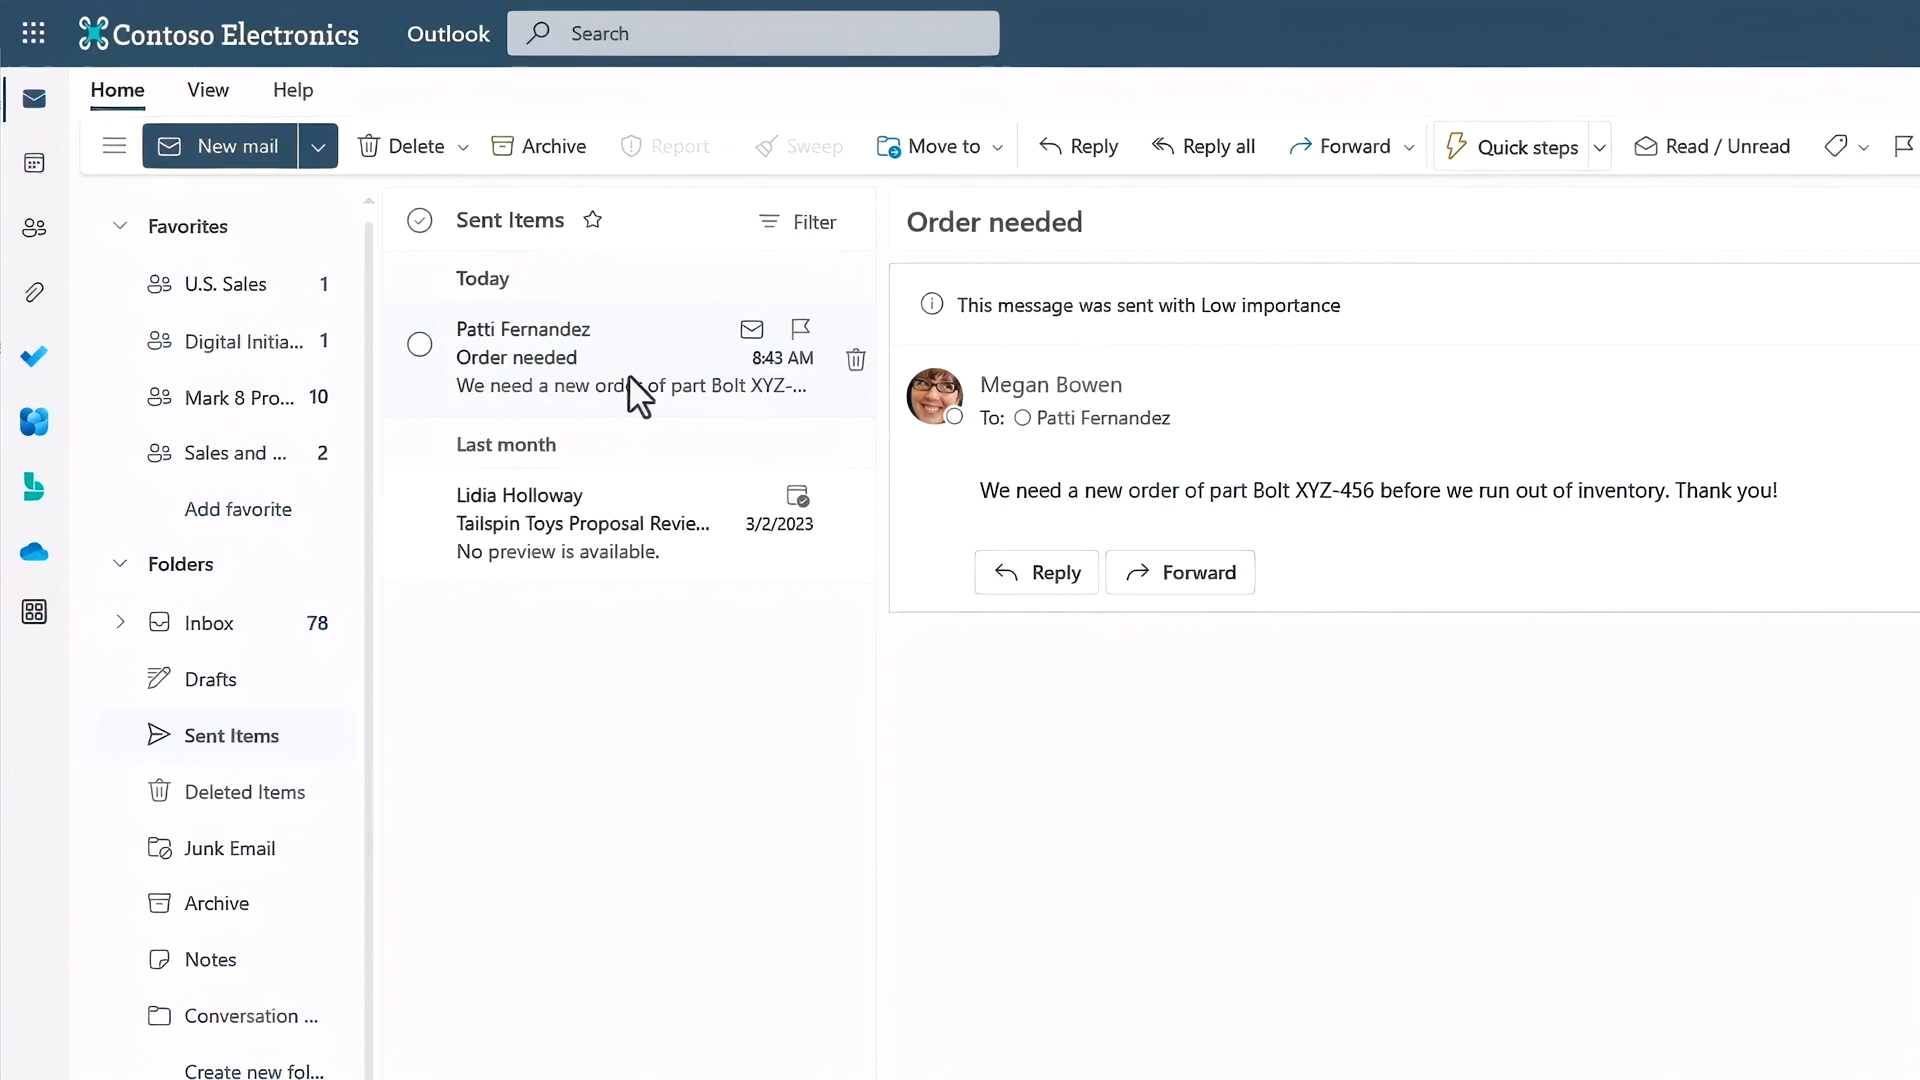 Contoso Electronics
Outlook
Search
Home
View
Help
New mail
Delete
Archive
Report
Sweep
Move to
Reply
Reply all
Forward
Quick steps
Read / Unread
Favorites
U.S. Sales 1
Digital Initia... 1
Mark 8 Pro... 10
Sales and ... 2
Add favorite
Folders
Inbox 78
Drafts
Sent Items
Deleted Items
Junk Email
Archive
Notes
Conversation ...
Create new fol...
Sent Items
Filter
Today
Patti Fernandez
Order needed 8:43 AM
We need a new order of part Bolt XYZ-...
Last month
Lidia Holloway
Tailspin Toys Proposal Revie... 3/2/2023
No preview is available.
Order needed
This message was sent with Low importance
Megan Bowen
To: Patti Fernandez
We need a new order of part Bolt XYZ-456 before we run out of inventory. Thank you!
Reply
Forward